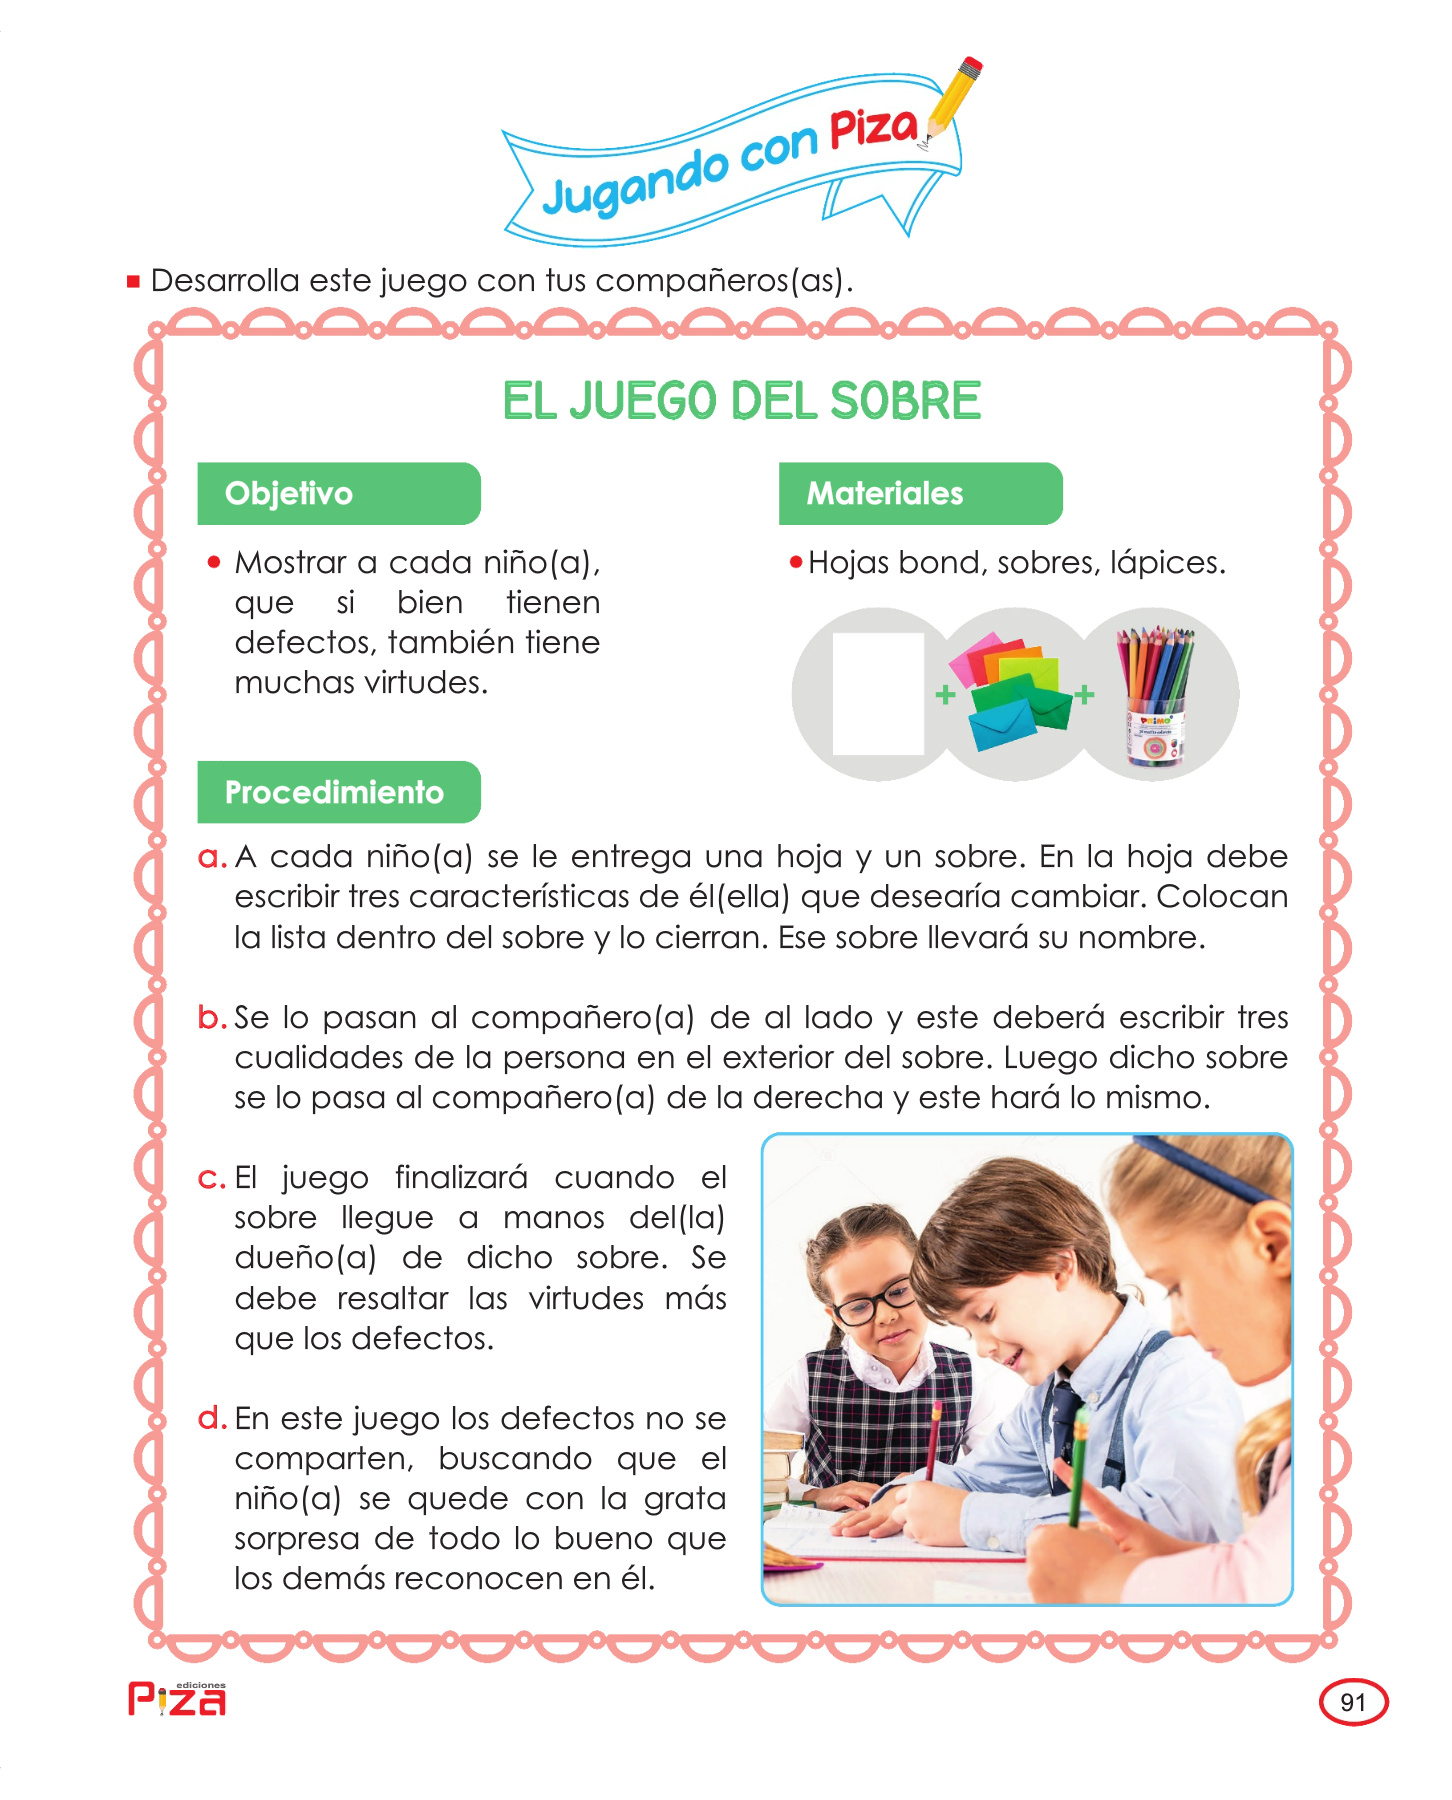 Jugando con Piza
Desarrolla este juego con tus compañeros(as).
EL JUEGO DEL SOBRE
Objetivo
Mostrar a cada niño(a),
que si bien tienen
defectos, también tiene
muchas virtudes.
Materiales
Hojas bond, sobres, lápices.
+ +
PRIMO
Procedimiento
a. A cada niño(a) se le entrega una hoja y un sobre. En la hoja debe
escribir tres características de él(ella) que desearía cambiar. Colocan
la lista dentro del sobre y lo cierran. Ese sobre llevará su nombre.
b. Se lo pasan al compañero(a) de al lado y este deberá escribir tres
cualidades de la persona en el exterior del sobre. Luego dicho sobre
se lo pasa al compañero(a) de la derecha y este hará lo mismo.
c. El juego finalizará cuando el
sobre llegue a manos del(la)
dueño(a) de dicho sobre. Se
debe resaltar las virtudes más
que los defectos.
d. En este juego los defectos no se
comparten, buscando que el
niño(a) se quede con la grata
sorpresa de todo lo bueno que
los demás reconocen en él.
ediciones
Piza
91